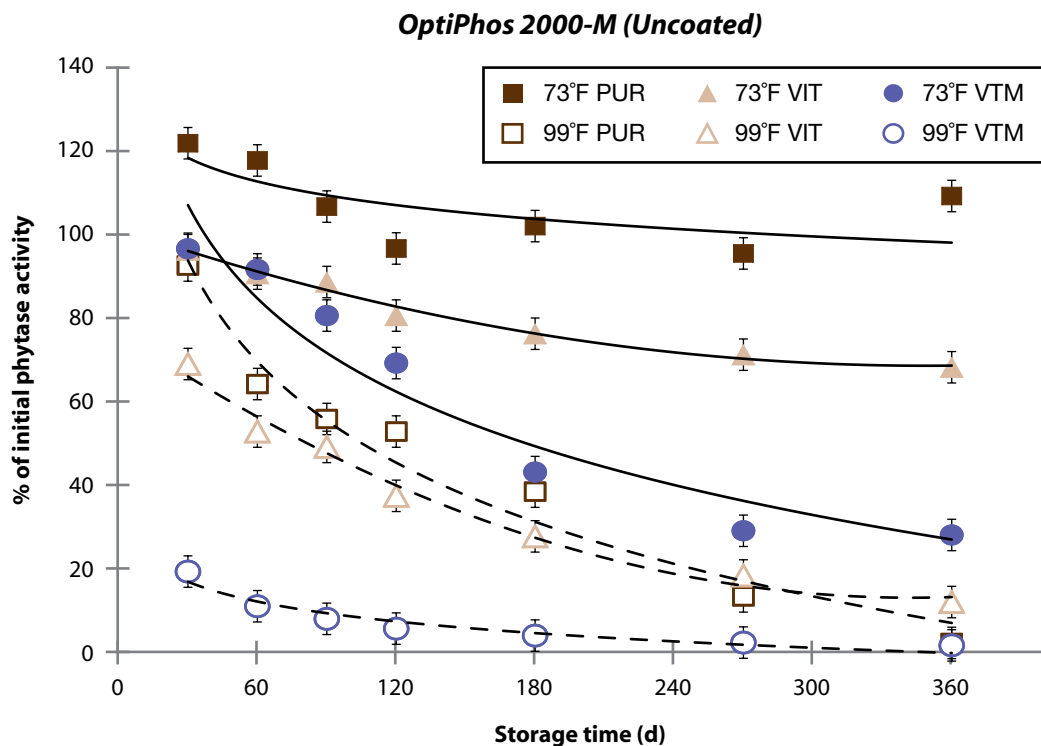 OptiPhos 2000-M (Uncoated)
140
120
100
80
60
40
20
0
% of initial phytase activity
73°F PUR
73°F VIT
73°F VTM
99°F PUR
99°F VIT
99°F VTM
0
60
120
180
240
300
360
Storage time (d)